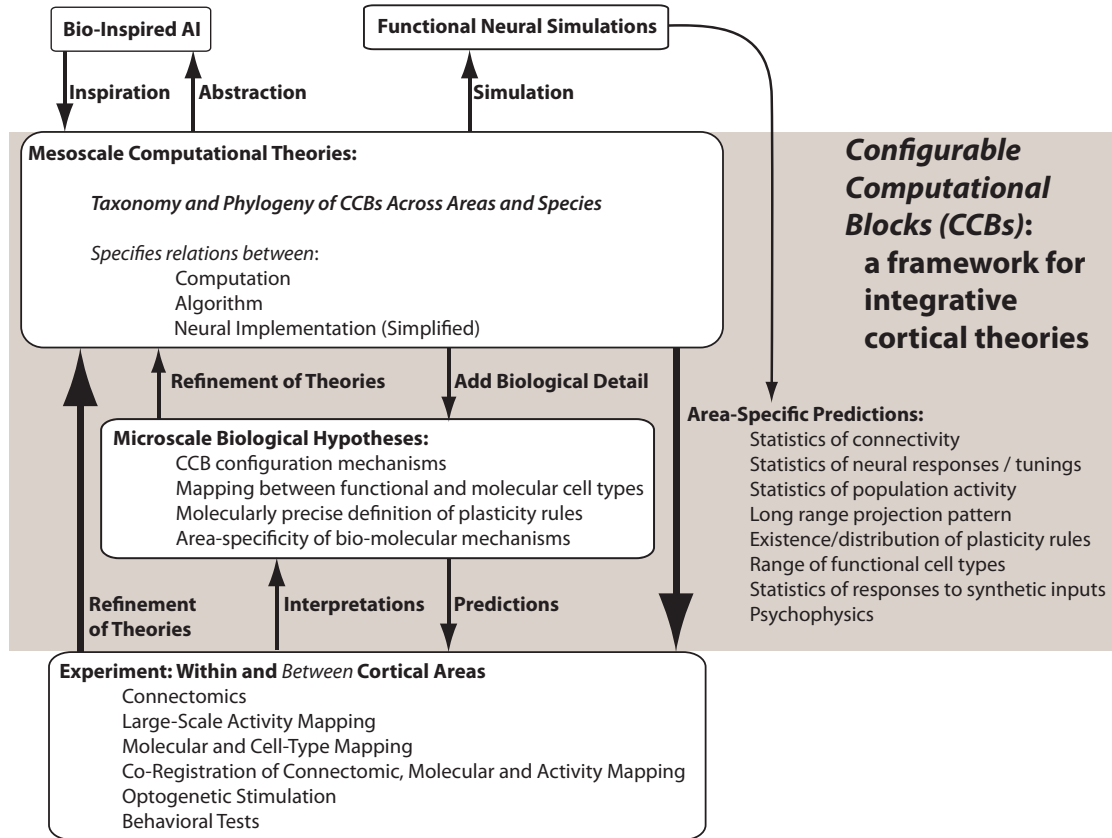 Bio-Inspired AI
Functional Neural Simulations
Inspiration
Abstraction
Simulation
Configurable
Computational
Blocks (CCBs):
a framework for
integrative
cortical theories
Mesoscale Computational Theories:
Taxonomy and Phylogeny of CCBs Across Areas and Species
Specifies relations between:
Computation
Algorithm
Neural Implementation (Simplified)
Refinement of Theories
Add Biological Detail
Area-Specific Predictions:
Statistics of connectivity
Statistics of neural responses / tunings
Statistics of population activity
Long range projection pattern
Existence/distribution of plasticity rules
Range of functional cell types
Statistics of responses to synthetic inputs
Psychophysics
Microscale Biological Hypotheses:
CCB configuration mechanisms
Mapping between functional and molecular cell types
Molecularly precise definition of plasticity rules
Area-specificity of bio-molecular mechanisms
Refinement
of Theories
Interpretations
Predictions
Experiment: Within and Between Cortical Areas
Connectomics
Large-Scale Activity Mapping
Molecular and Cell-Type Mapping
Co-Registration of Connectomic, Molecular and Activity Mapping
Optogenetic Stimulation
Behavioral Tests